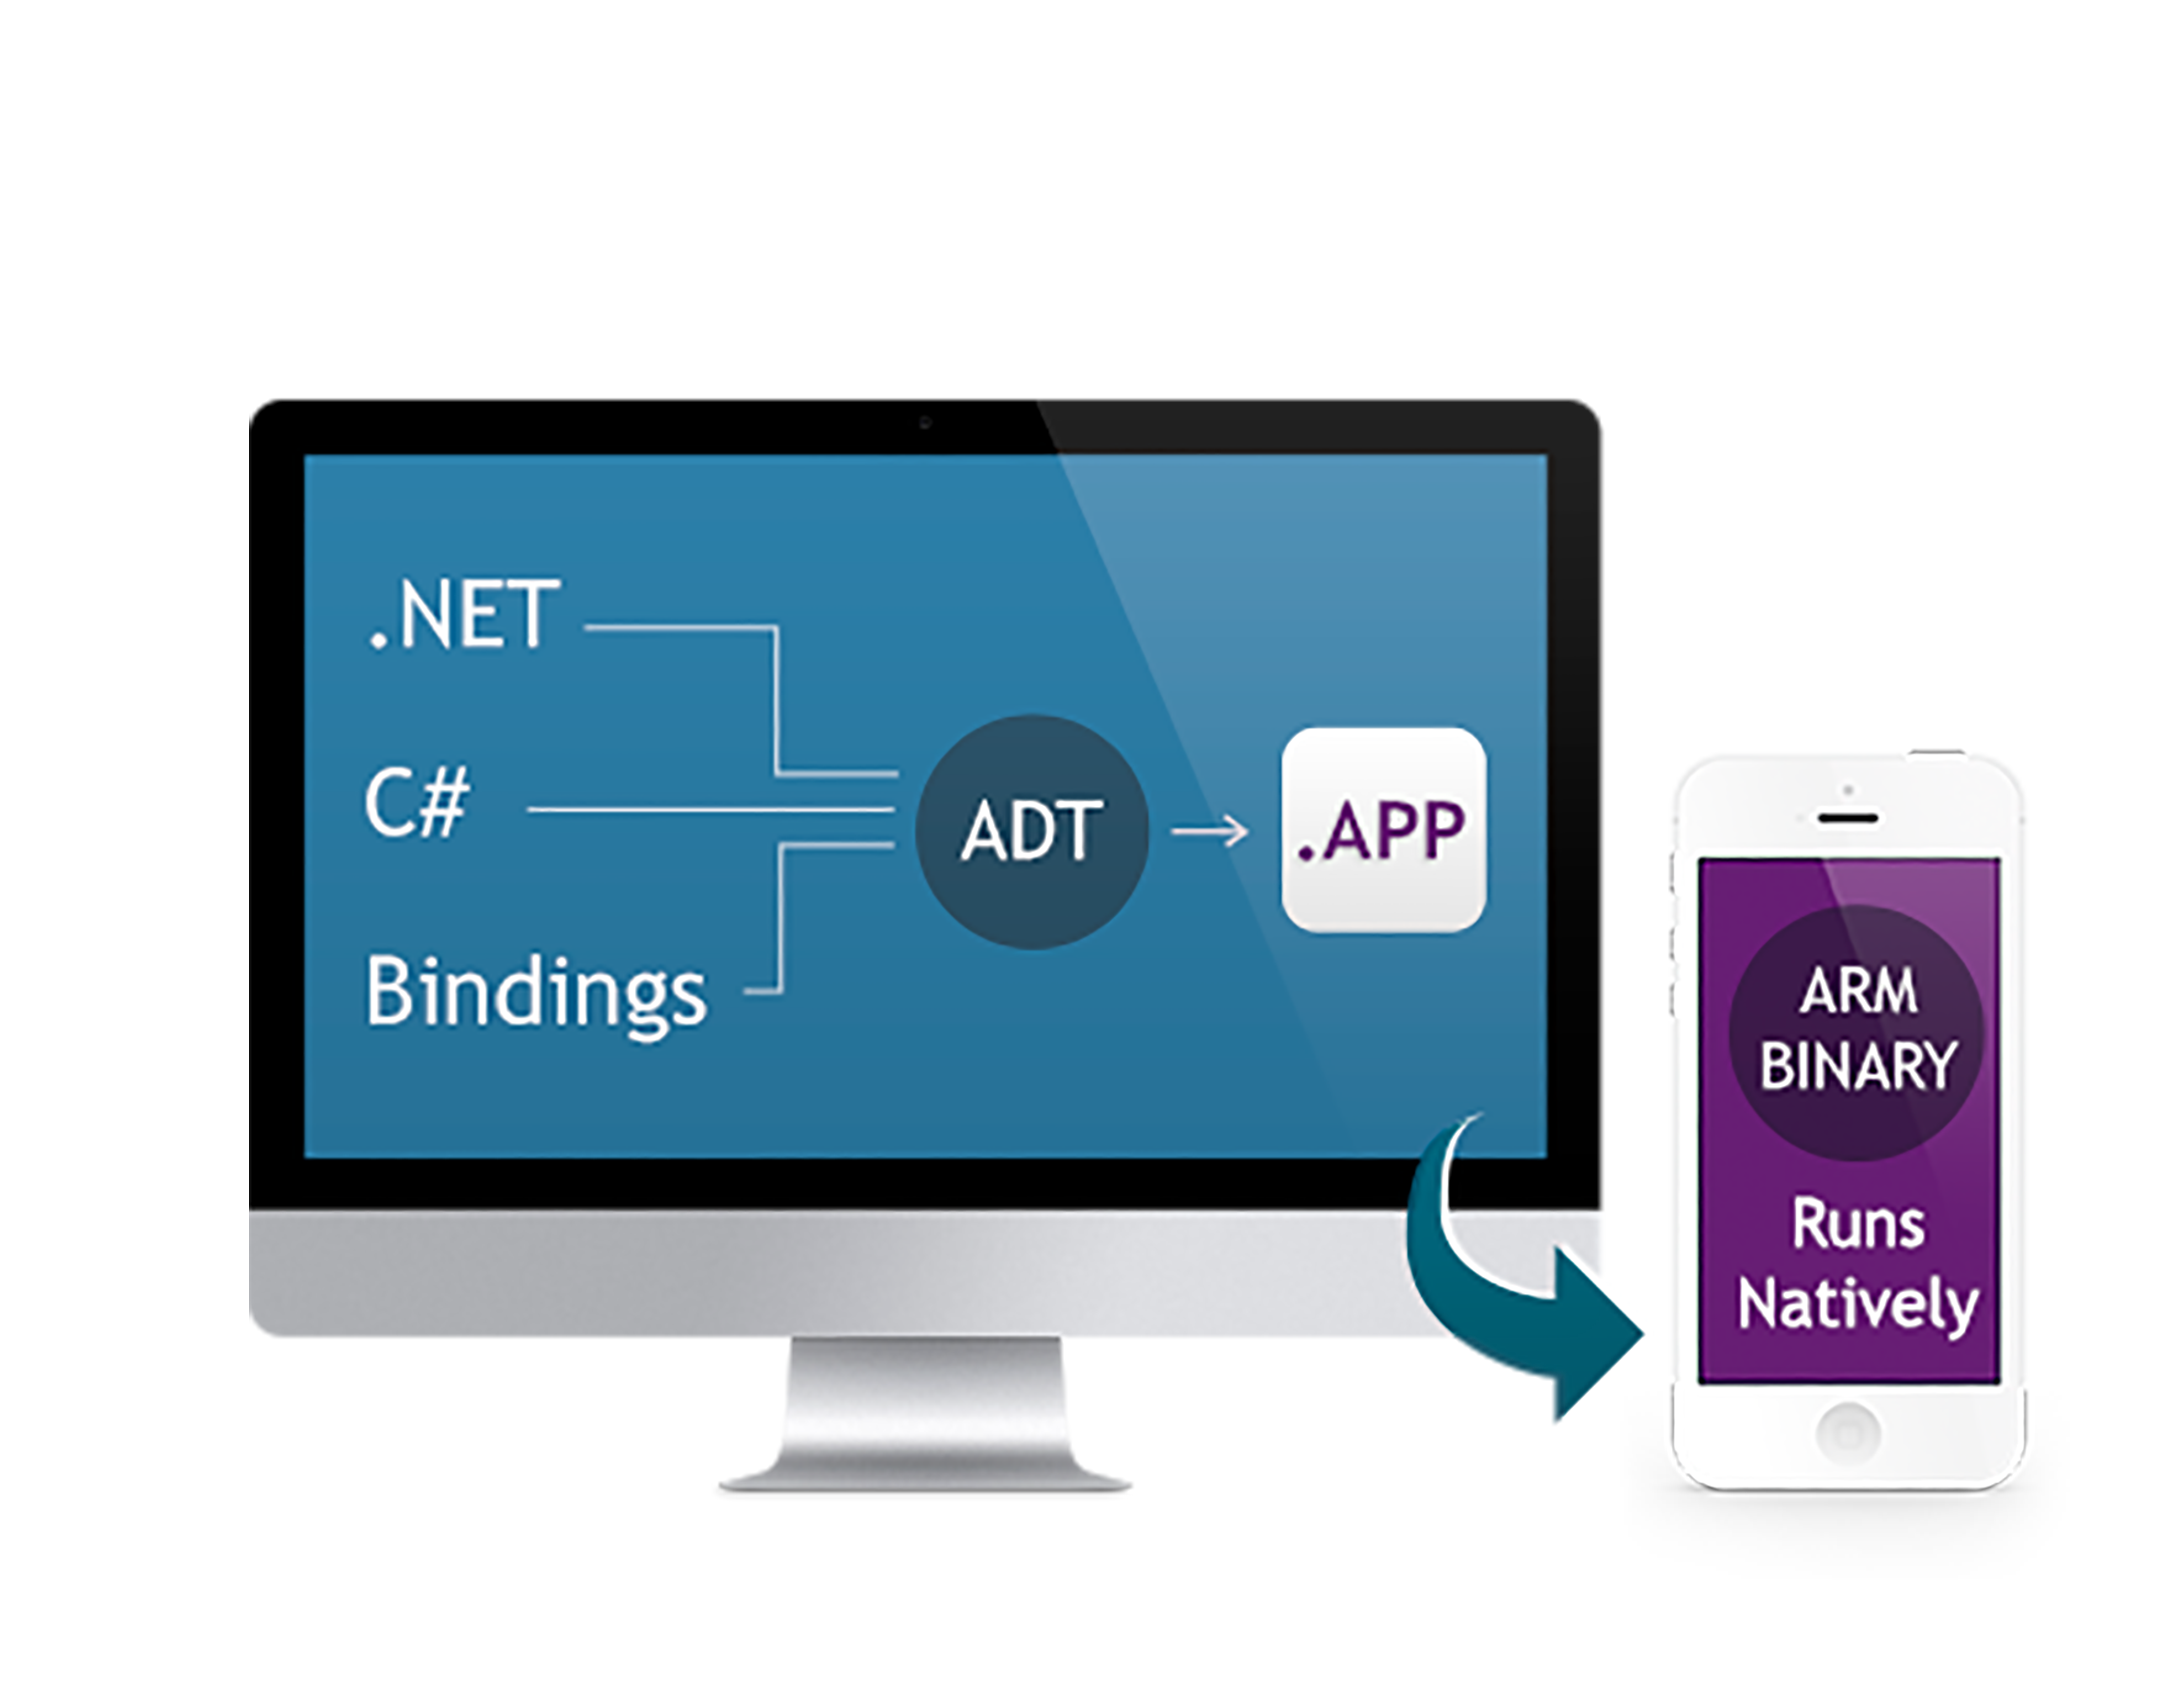 .NET
C#
Bindings
ADT
.APP
ARM
BINARY
Runs
Natively